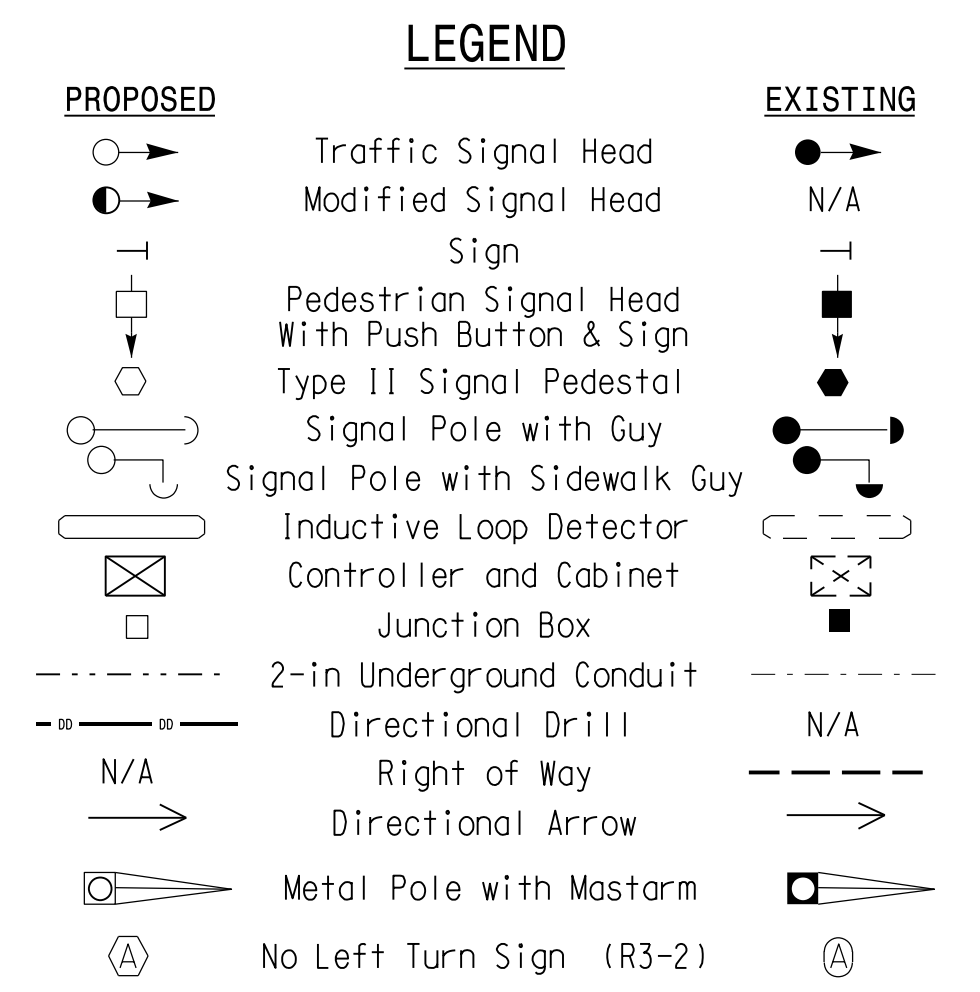 LEGEND
PROPOSED EXISTING
Traffic Signal Head
Modified Signal Head N/A
Sign
Pedestrian Signal Head
With Push Button & Sign
Type II Signal Pedestal
Signal Pole with Guy
Signal Pole with Sidewalk Guy
Inductive Loop Detector
Controller and Cabinet
Junction Box
2-in Underground Conduit
DD DD Directional Drill N/A
N/A Right of Way
Directional Arrow
Metal Pole with Mastarm
A No Left Turn Sign (R3-2) A